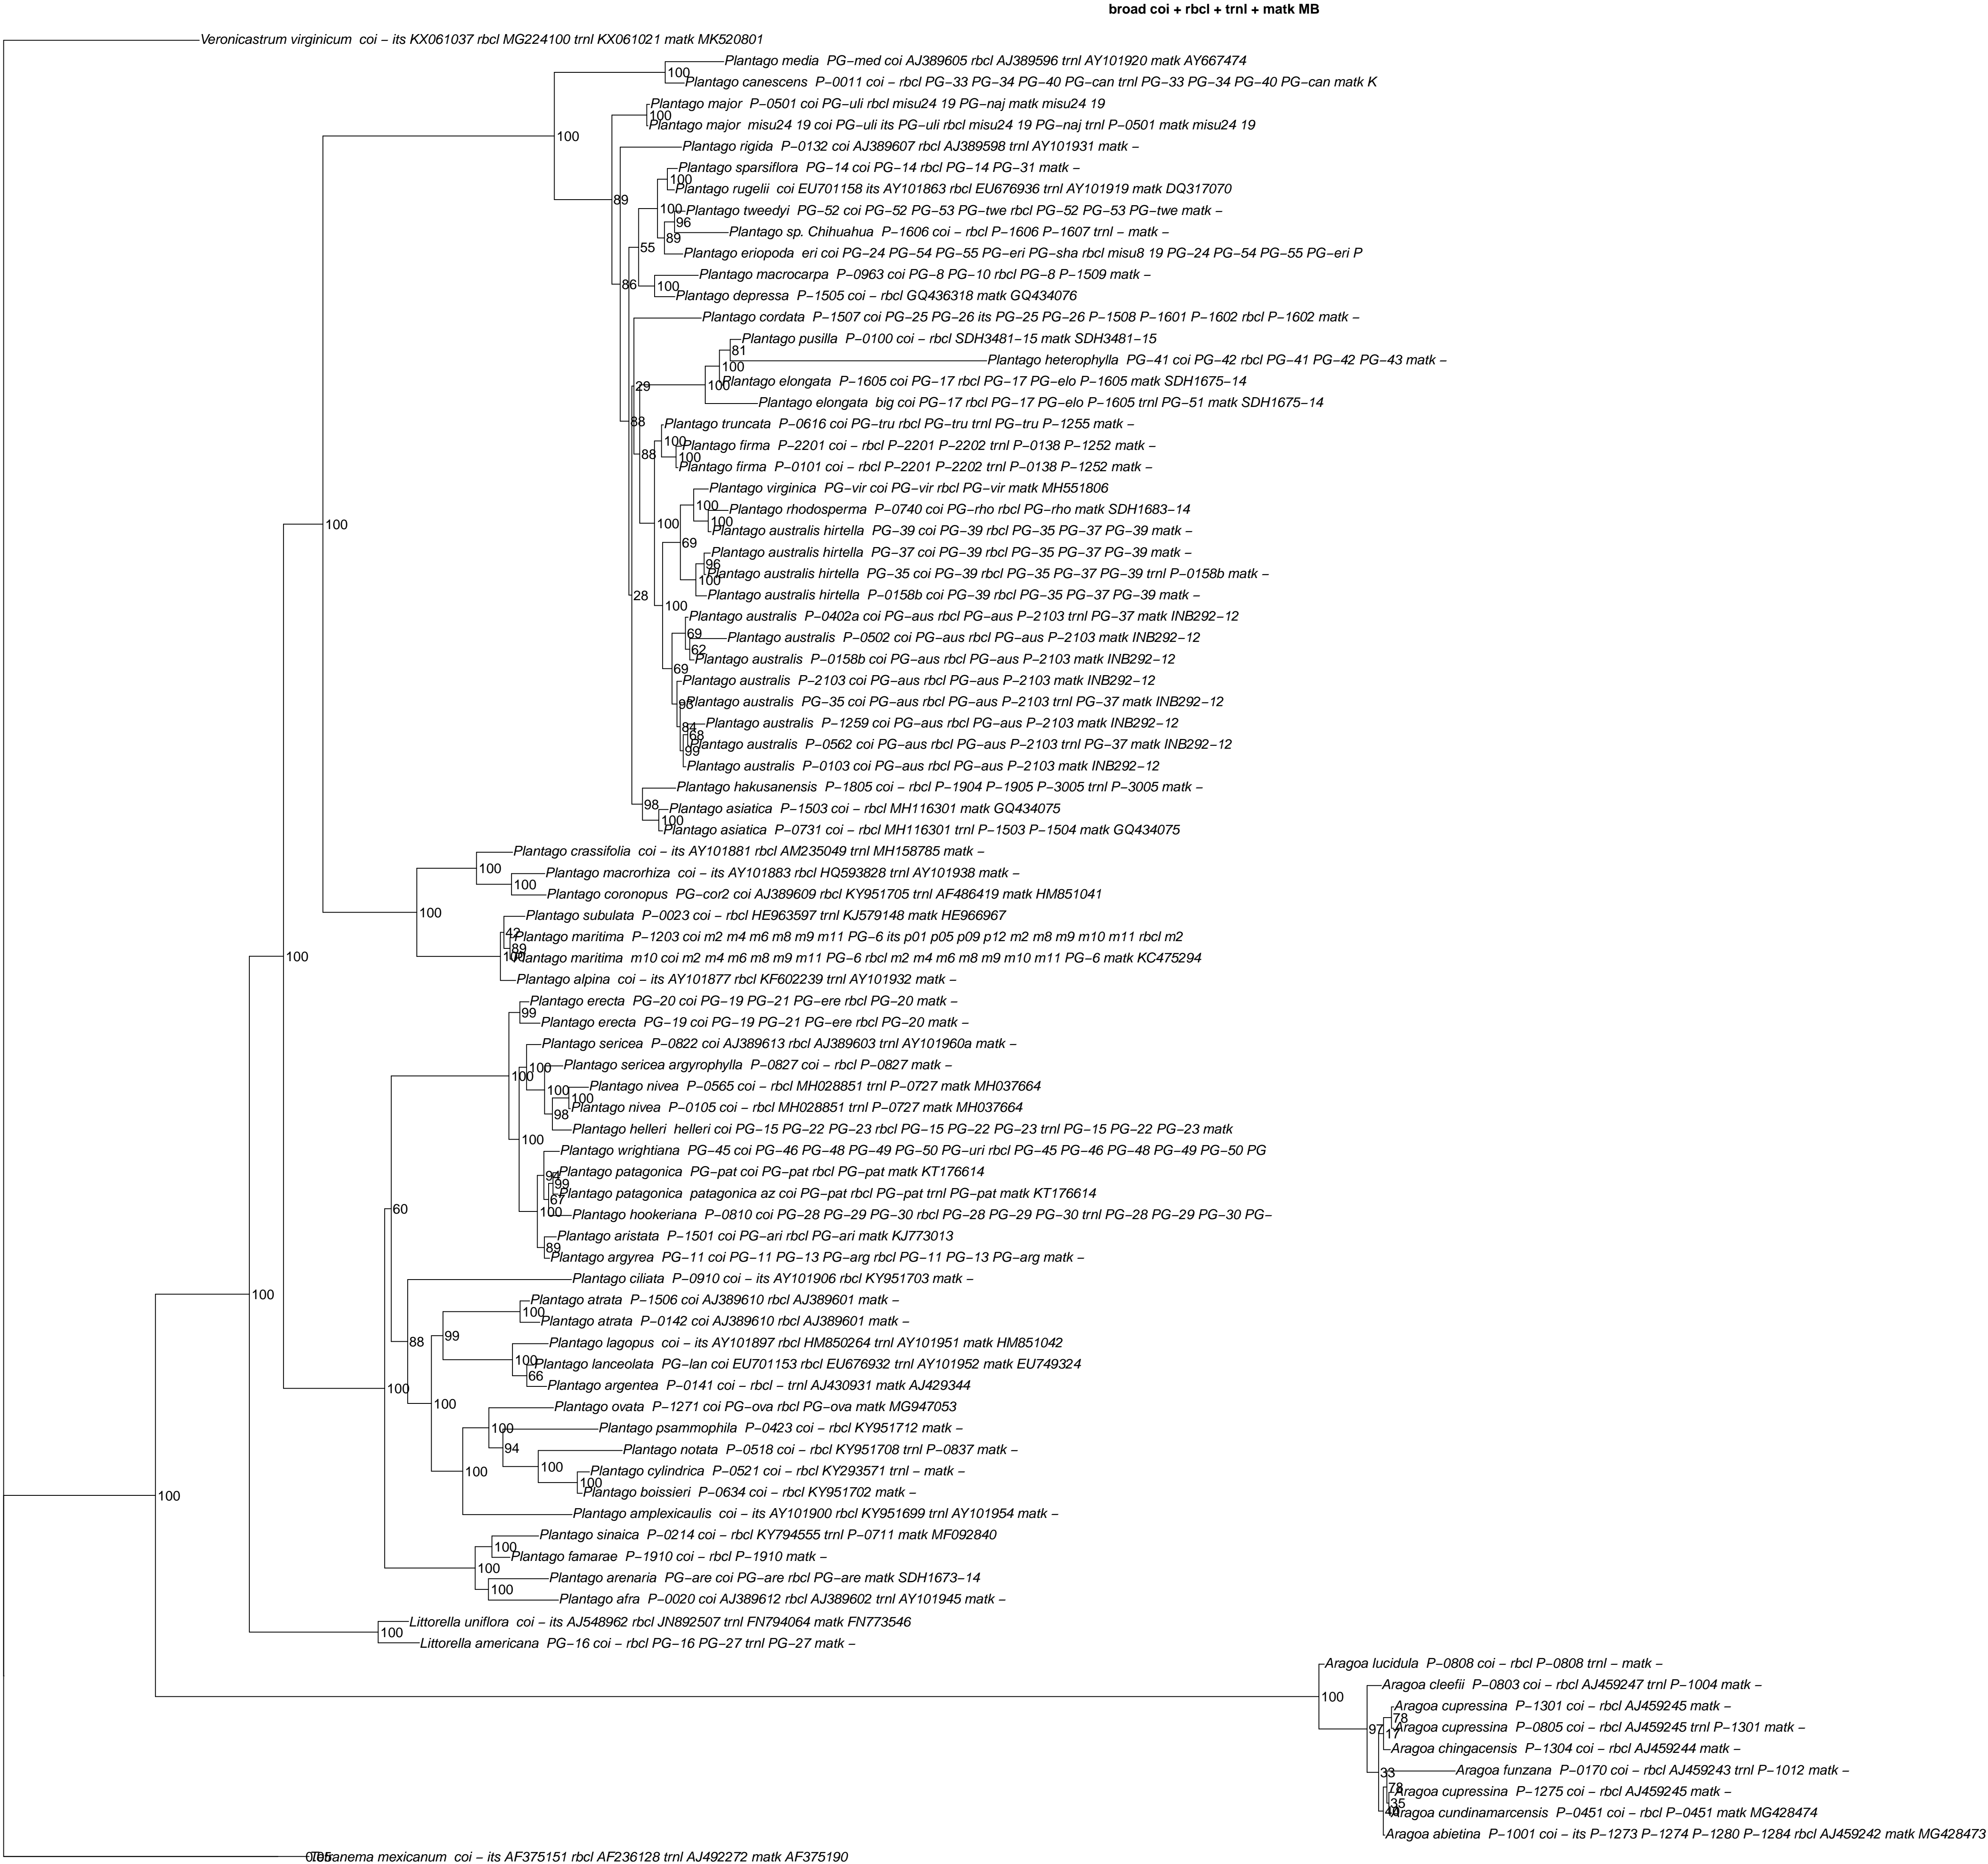 broad coi + rbcl + trnl + matk MB
Veronicastrum virginicum coi − its KX061037 rbcl MG224100 trnl KX061021 matk MK520801
Plantago media PG−med coi AJ389605 rbcl AJ389596 trnl AY101920 matk AY667474
100
Plantago canescens P−0011 coi − rbcl PG−33 PG−34 PG−40 PG−can trnl PG−33 PG−34 PG−40 PG−can matk K
Plantago major P−0501 coi PG−uli rbcl misu24 19 PG−naj matk misu24 19
100
Plantago major misu24 19 coi PG−uli its PG−uli rbcl misu24 19 PG−naj trnl P−0501 matk misu24 19
100
Plantago rigida P−0132 coi AJ389607 rbcl AJ389598 trnl AY101931 matk −
Plantago sparsiflora PG−14 coi PG−14 rbcl PG−14 PG−31 matk −
100
Plantago rugelii coi EU701158 its AY101863 rbcl EU676936 trnl AY101919 matk DQ317070
89
100
Plantago tweedyi PG−52 coi PG−52 PG−53 PG−twe rbcl PG−52 PG−53 PG−twe matk −
96
Plantago sp. Chihuahua P−1606 coi − rbcl P−1606 P−1607 trnl − matk −
89
55
Plantago eriopoda eri coi PG−24 PG−54 PG−55 PG−eri PG−sha rbcl misu8 19 PG−24 PG−54 PG−55 PG−eri P
Plantago macrocarpa P−0963 coi PG−8 PG−10 rbcl PG−8 P−1509 matk −
86
100
Plantago depressa P−1505 coi − rbcl GQ436318 matk GQ434076
Plantago cordata P−1507 coi PG−25 PG−26 its PG−25 PG−26 P−1508 P−1601 P−1602 rbcl P−1602 matk −
Plantago pusilla P−0100 coi − rbcl SDH3481−15 matk SDH3481−15
81
Plantago heterophylla PG−41 coi PG−42 rbcl PG−41 PG−42 PG−43 matk −
100
Plantago elongata P−1605 coi PG−17 rbcl PG−17 PG−elo P−1605 matk SDH1675−14
29
100
Plantago elongata big coi PG−17 rbcl PG−17 PG−elo P−1605 trnl PG−51 matk SDH1675−14
88
Plantago truncata P−0616 coi PG−tru rbcl PG−tru trnl PG−tru P−1255 matk −
100
Plantago firma P−2201 coi − rbcl P−2201 P−2202 trnl P−0138 P−1252 matk −
88
100
Plantago firma P−0101 coi − rbcl P−2201 P−2202 trnl P−0138 P−1252 matk −
Plantago virginica PG−vir coi PG−vir rbcl PG−vir matk MH551806
100
Plantago rhodosperma P−0740 coi PG−rho rbcl PG−rho matk SDH1683−14
100
100
Plantago australis hirtella PG−39 coi PG−39 rbcl PG−35 PG−37 PG−39 matk −
69
Plantago australis hirtella PG−37 coi PG−39 rbcl PG−35 PG−37 PG−39 matk −
96
Plantago australis hirtella PG−35 coi PG−39 rbcl PG−35 PG−37 PG−39 trnl P−0158b matk −
100
28
Plantago australis hirtella P−0158b coi PG−39 rbcl PG−35 PG−37 PG−39 matk −
100
Plantago australis P−0402a coi PG−aus rbcl PG−aus P−2103 trnl PG−37 matk INB292−12
69
Plantago australis P−0502 coi PG−aus rbcl PG−aus P−2103 matk INB292−12
62
Plantago australis P−0158b coi PG−aus rbcl PG−aus P−2103 matk INB292−12
69
Plantago australis P−2103 coi PG−aus rbcl PG−aus P−2103 matk INB292−12
Plantago australis PG−35 coi PG−aus rbcl PG−aus P−2103 trnl PG−37 matk INB292−12
Plantago australis P−1259 coi PG−aus rbcl PG−aus P−2103 matk INB292−12
84
68
Plantago australis P−0562 coi PG−aus rbcl PG−aus P−2103 trnl PG−37 matk INB292−12
99
Plantago australis P−0103 coi PG−aus rbcl PG−aus P−2103 matk INB292−12
Plantago hakusanensis P−1805 coi − rbcl P−1904 P−1905 P−3005 trnl P−3005 matk −
98
Plantago asiatica P−1503 coi − rbcl MH116301 matk GQ434075
100
Plantago asiatica P−0731 coi − rbcl MH116301 trnl P−1503 P−1504 matk GQ434075
100
Plantago crassifolia coi − its AY101881 rbcl AM235049 trnl MH158785 matk −
100
Plantago macrorhiza coi − its AY101883 rbcl HQ593828 trnl AY101938 matk −
100
Plantago coronopus PG−cor2 coi AJ389609 rbcl KY951705 trnl AF486419 matk HM851041
100
Plantago subulata P−0023 coi − rbcl HE963597 trnl KJ579148 matk HE966967
42
Plantago maritima P−1203 coi m2 m4 m6 m8 m9 m11 PG−6 its p01 p05 p09 p12 m2 m8 m9 m10 m11 rbcl m2
89
100
Plantago maritima m10 coi m2 m4 m6 m8 m9 m11 PG−6 rbcl m2 m4 m6 m8 m9 m10 m11 PG−6 matk KC475294
100
Plantago alpina coi − its AY101877 rbcl KF602239 trnl AY101932 matk −
Plantago erecta PG−20 coi PG−19 PG−21 PG−ere rbcl PG−20 matk −
99
Plantago erecta PG−19 coi PG−19 PG−21 PG−ere rbcl PG−20 matk −
Plantago sericea P−0822 coi AJ389613 rbcl AJ389603 trnl AY101960a matk −
100
100
Plantago sericea argyrophylla P−0827 coi − rbcl P−0827 matk −
Plantago nivea P−0565 coi − rbcl MH028851 trnl P−0727 matk MH037664
100
100
Plantago nivea P−0105 coi − rbcl MH028851 trnl P−0727 matk MH037664
98
Plantago helleri helleri coi PG−15 PG−22 PG−23 rbcl PG−15 PG−22 PG−23 trnl PG−15 PG−22 PG−23 matk
100
Plantago wrightiana PG−45 coi PG−46 PG−48 PG−49 PG−50 PG−uri rbcl PG−45 PG−46 PG−48 PG−49 PG−50 PG
94
Plantago patagonica PG−pat coi PG−pat rbcl PG−pat matk KT176614
99
Plantago patagonica patagonica az coi PG−pat rbcl PG−pat trnl PG−pat matk KT176614
67
60
100
Plantago hookeriana P−0810 coi PG−28 PG−29 PG−30 rbcl PG−28 PG−29 PG−30 trnl PG−28 PG−29 PG−30 PG−
Plantago aristata P−1501 coi PG−ari rbcl PG−ari matk KJ773013
89
Plantago argyrea PG−11 coi PG−11 PG−13 PG−arg rbcl PG−11 PG−13 PG−arg matk −
Plantago ciliata P−0910 coi − its AY101906 rbcl KY951703 matk −
100
Plantago atrata P−1506 coi AJ389610 rbcl AJ389601 matk −
100
Plantago atrata P−0142 coi AJ389610 rbcl AJ389601 matk −
88
99
Plantago lagopus coi − its AY101897 rbcl HM850264 trnl AY101951 matk HM851042
100
Plantago lanceolata PG−lan coi EU701153 rbcl EU676932 trnl AY101952 matk EU749324
66
Plantago argentea P−0141 coi − rbcl − trnl AJ430931 matk AJ429344
100
100
Plantago ovata P−1271 coi PG−ova rbcl PG−ova matk MG947053
100
Plantago psammophila P−0423 coi − rbcl KY951712 matk −
94
Plantago notata P−0518 coi − rbcl KY951708 trnl P−0837 matk −
100
100
Plantago cylindrica P−0521 coi − rbcl KY293571 trnl − matk −
100
Plantago boissieri P−0634 coi − rbcl KY951702 matk −
100
Plantago amplexicaulis coi − its AY101900 rbcl KY951699 trnl AY101954 matk −
Plantago sinaica P−0214 coi − rbcl KY794555 trnl P−0711 matk MF092840
100
Plantago famarae P−1910 coi − rbcl P−1910 matk −
100
Plantago arenaria PG−are coi PG−are rbcl PG−are matk SDH1673−14
100
Plantago afra P−0020 coi AJ389612 rbcl AJ389602 trnl AY101945 matk −
Littorella uniflora coi − its AJ548962 rbcl JN892507 trnl FN794064 matk FN773546
100
Littorella americana PG−16 coi − rbcl PG−16 PG−27 trnl PG−27 matk −
Aragoa lucidula P−0808 coi − rbcl P−0808 trnl − matk −
100
Aragoa cleefii P−0803 coi − rbcl AJ459247 trnl P−1004 matk −
Aragoa cupressina P−1301 coi − rbcl AJ459245 matk −
78
97
Aragoa cupressina P−0805 coi − rbcl AJ459245 trnl P−1301 matk −
17
Aragoa chingacensis P−1304 coi − rbcl AJ459244 matk −
33
Aragoa funzana P−0170 coi − rbcl AJ459243 trnl P−1012 matk −
78
Aragoa cupressina P−1275 coi − rbcl AJ459245 matk −
35
Aragoa cundinamarcensis P−0451 coi − rbcl P−0451 matk MG428474
Aragoa abietina P−1001 coi − its P−1273 P−1274 P−1280 P−1284 rbcl AJ459242 matk MG428473
Tetranema mexicanum coi − its AF375151 rbcl AF236128 trnl AJ492272 matk AF375190